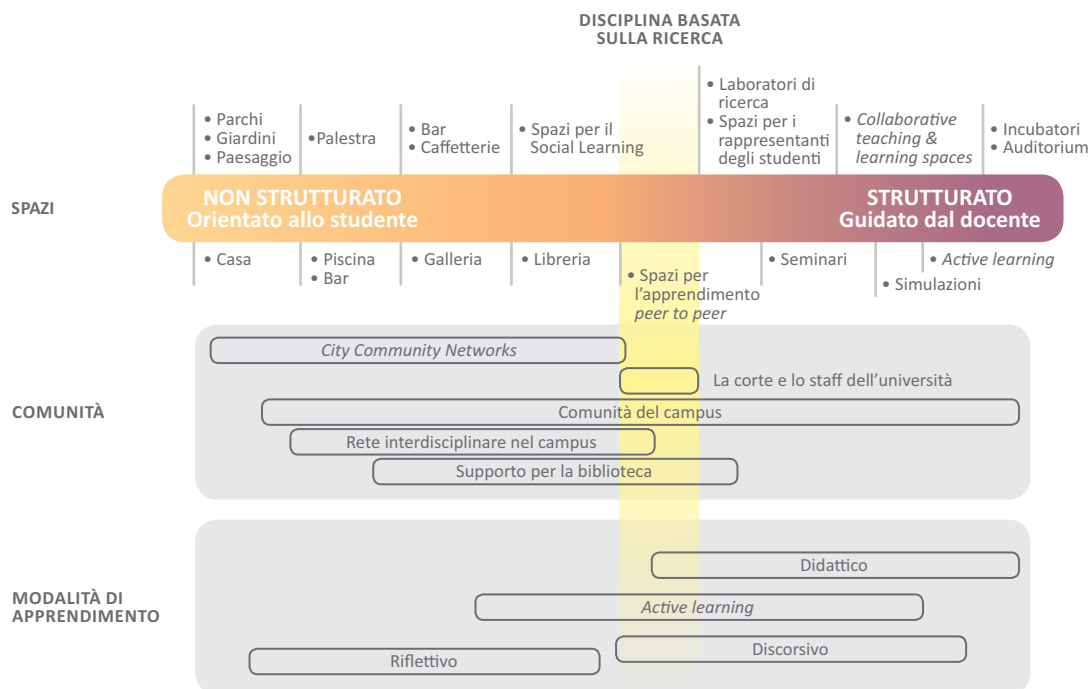 DISCIPLINA BASATA
SULLA RICERCA
• Parchi
• Giardini
• Paesaggio
•Palestra
• Bar
• Caffetterie
• Spazi per il
Social Learning
• Laboratori di
ricerca
• Spazi per i
rappresentanti
degli studenti
• Collaborative
teaching &
learning spaces
• Incubatori
• Auditorium
SPAZI
NON STRUTTURATO
Orientato allo studente
STRUTTURATO
Guidato dal docente
• Casa
• Piscina
• Bar
• Galleria
• Libreria
• Spazi per
l’apprendimento
peer to peer
• Seminari
• Simulazioni
• Active learning
COMUNITÀ
City Community Networks
La corte e lo staff dell’università
Comunità del campus
Rete interdisciplinare nel campus
Supporto per la biblioteca
MODALITÀ DI
APPRENDIMENTO
Didattico
Active learning
Discorsivo
Riflettivo